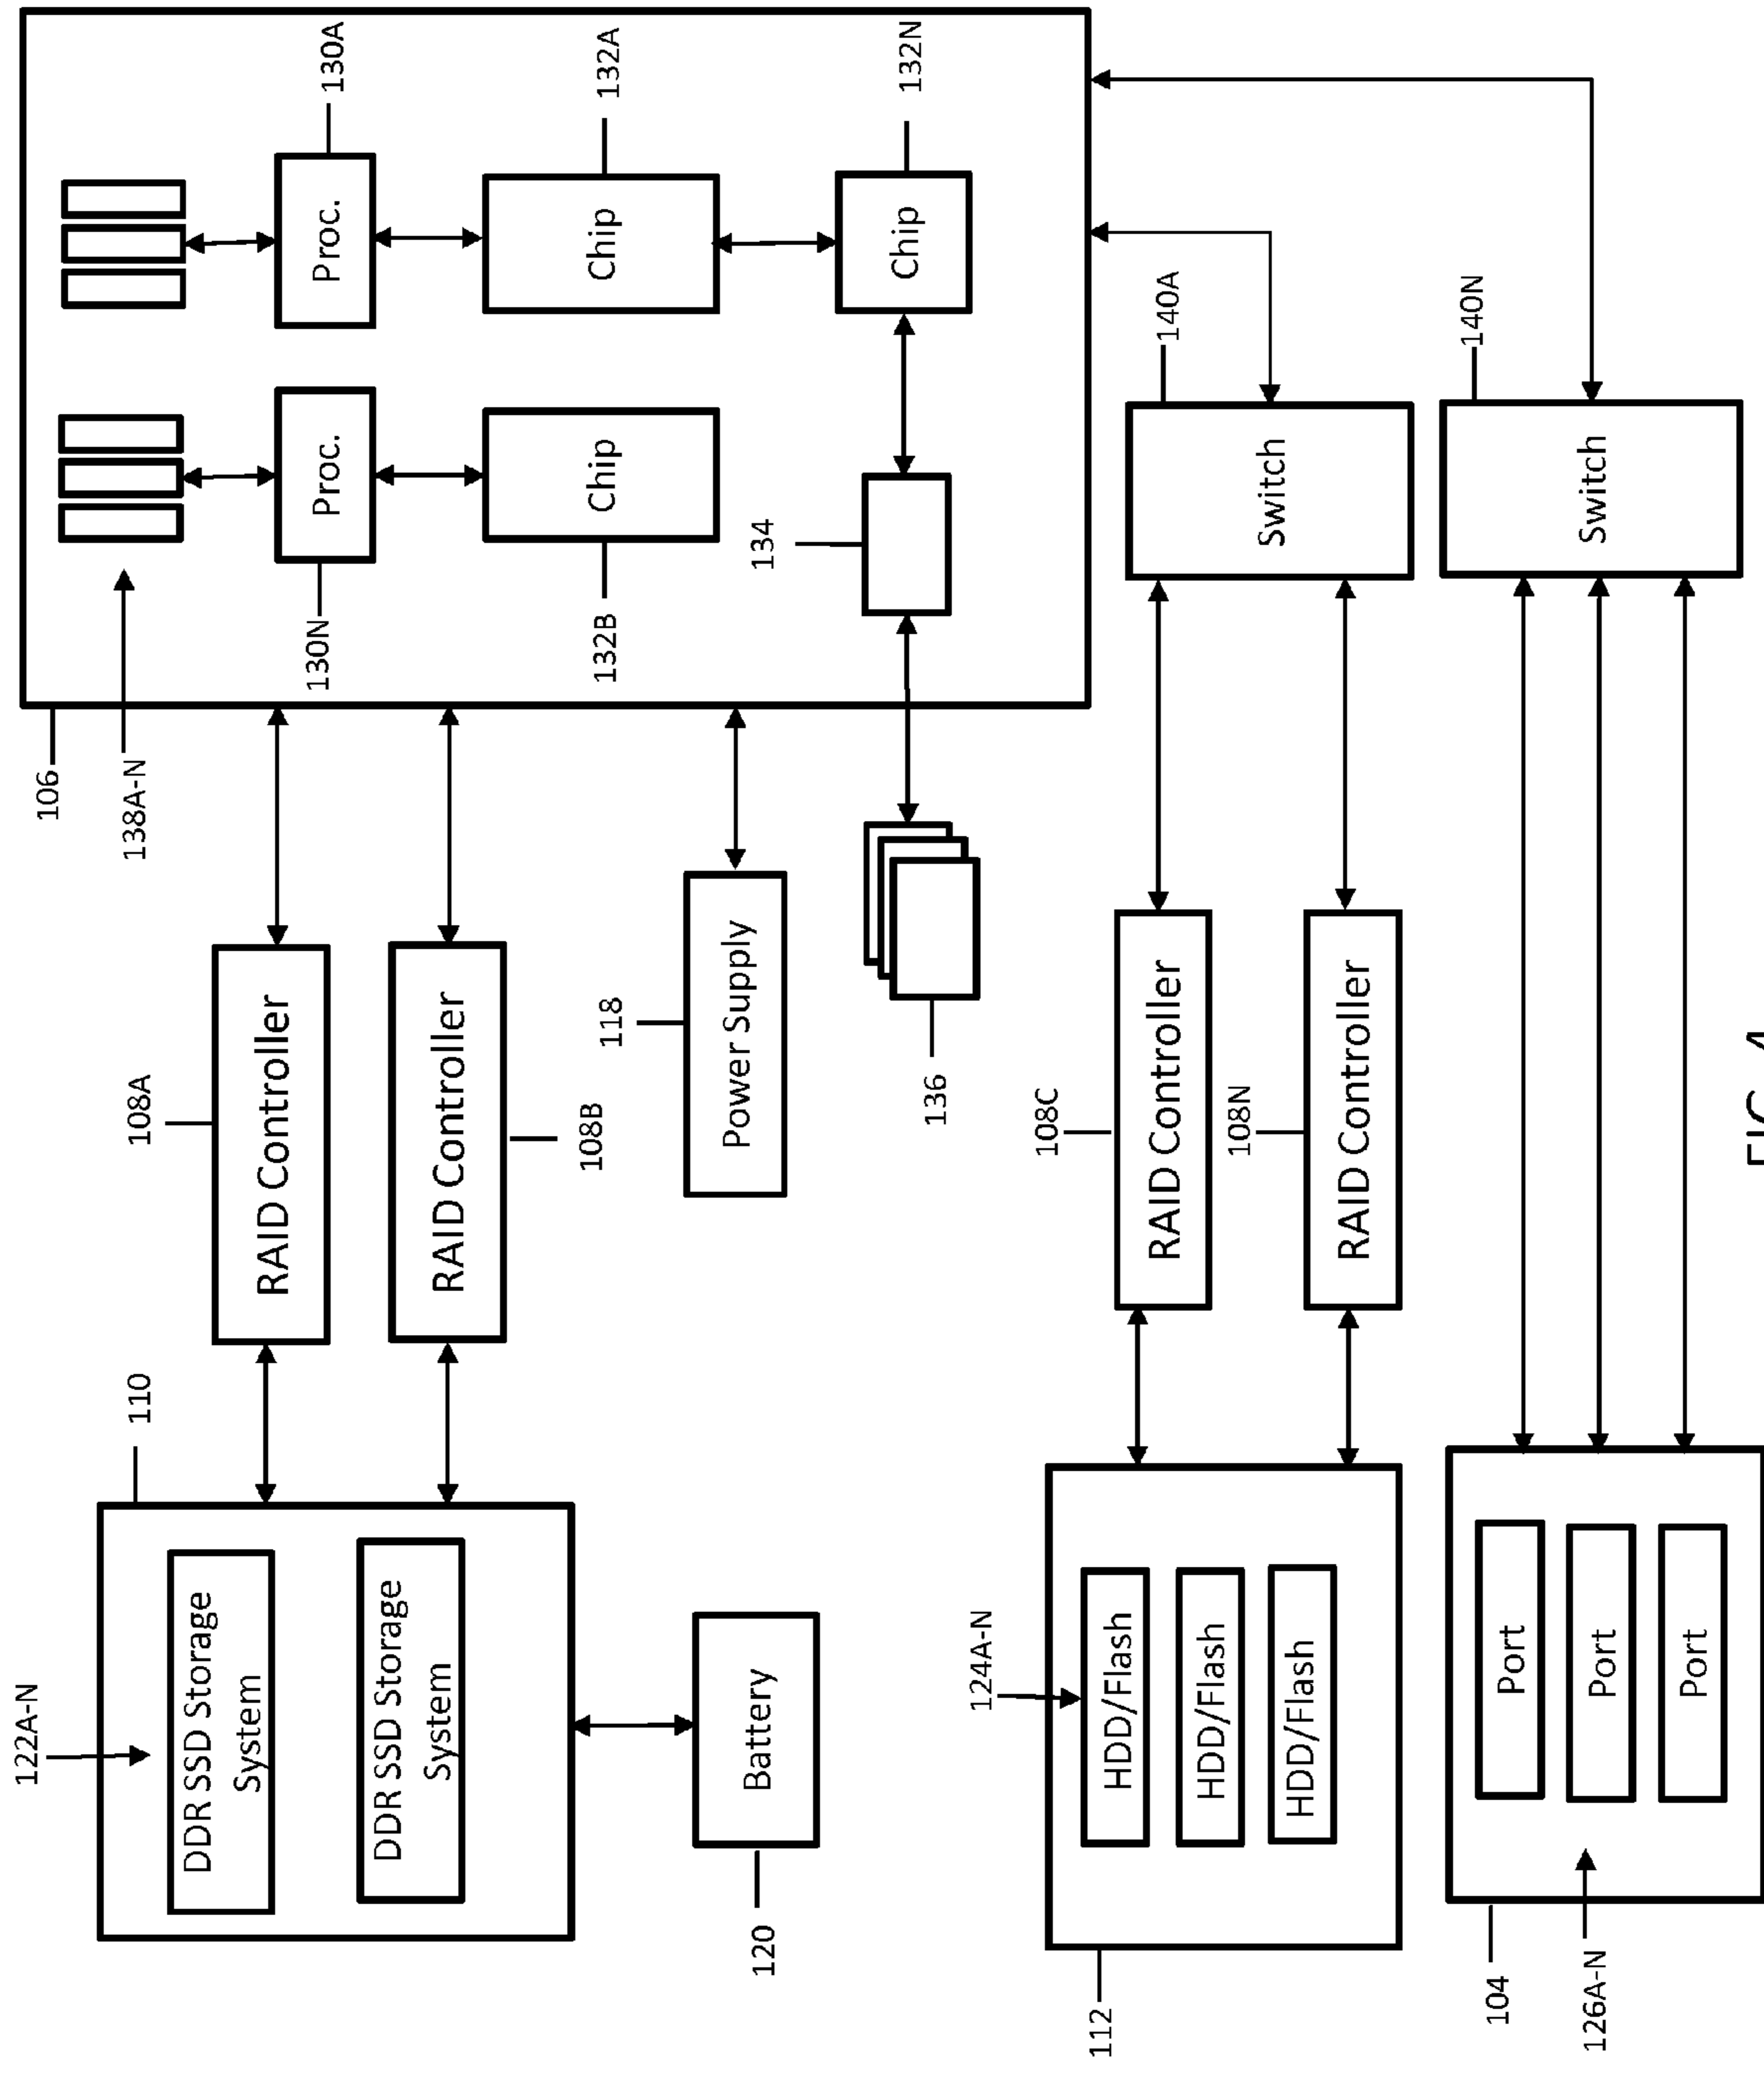 122A-N
110
108A
106
138A-N
DDR SSD Storage
System
RAID Controller
130N
Proc.
Proc.
130A
DDR SSD Storage
System
RAID Controller
108B
132B
Chip
Chip
132A
118
120
Battery
Power Supply
134
136
Chip
132N
124A-N
108C
112
HDD/Flash
RAID Controller
140A
HDD/Flash
108N
Switch
HDD/Flash
RAID Controller
140N
104
Port
126A-N
Port
Switch
Port
FIG. 4